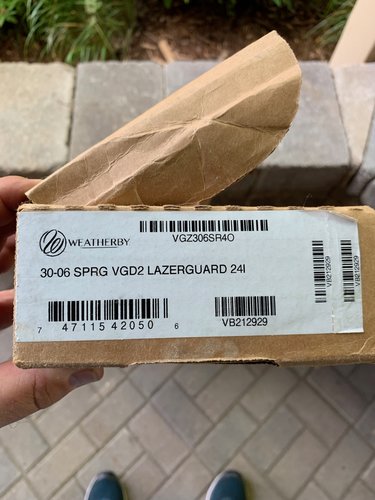 WEATHERBY
VGZ306SR4O
30-06 SPRG VGD2 LAZERGUARD 24I
7 47115 42050 6
VB212929
VB212929
VB212929